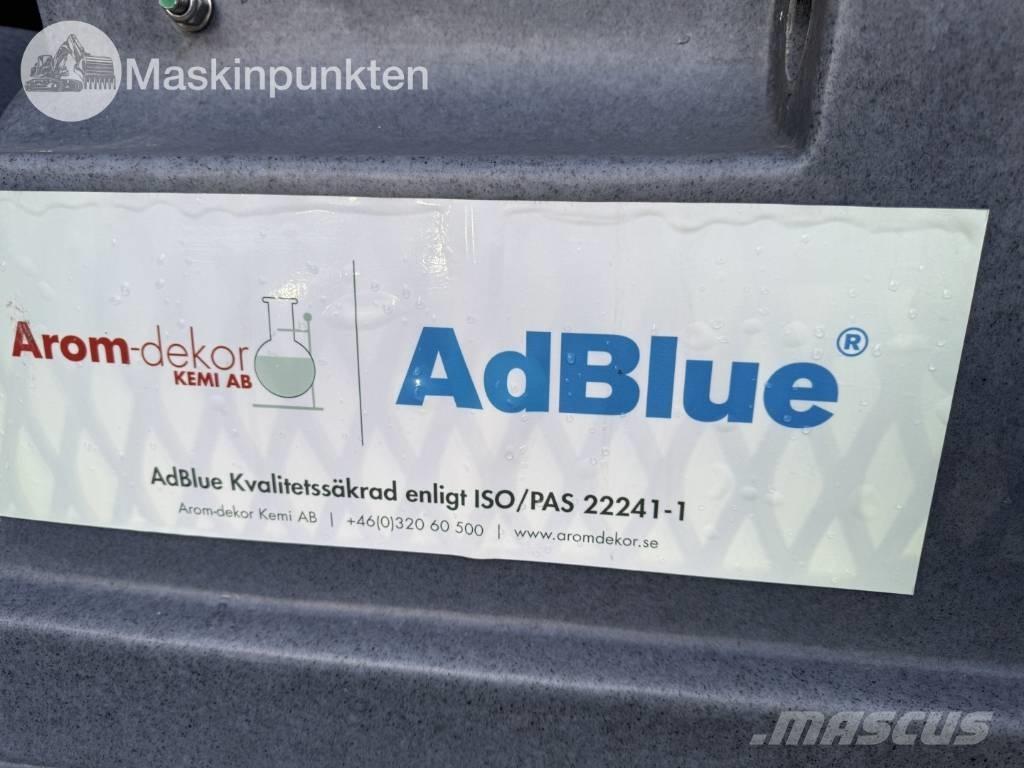 Maskinpunkten
Arom-dekor
KEMI AB
AdBlue®
AdBlue Kvalitetssäkrad enligt ISO/PAS 22241-1
Arom-dekor Kemi AB | +46(0)320 60 500 | www.aromdekor.se
MASCUS